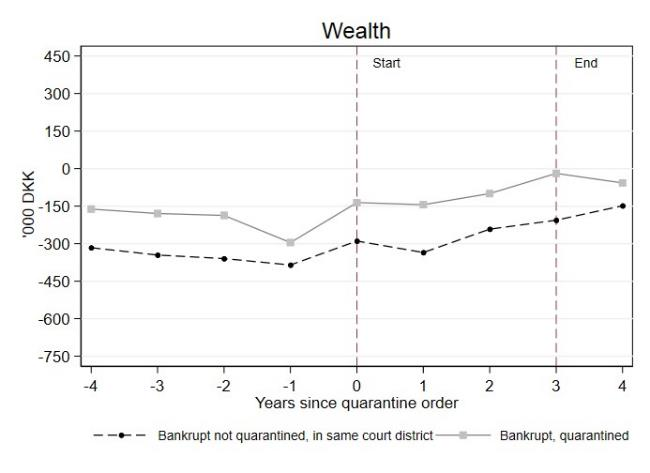 Wealth
450
Start
End
300
150
0
-150
-300
-450
-600
-750
'000 DKK
-4 -3 -2 -1 0 1 2 3 4
Years since quarantine order
Bankrupt not quarantined, in same court district Bankrupt, quarantined